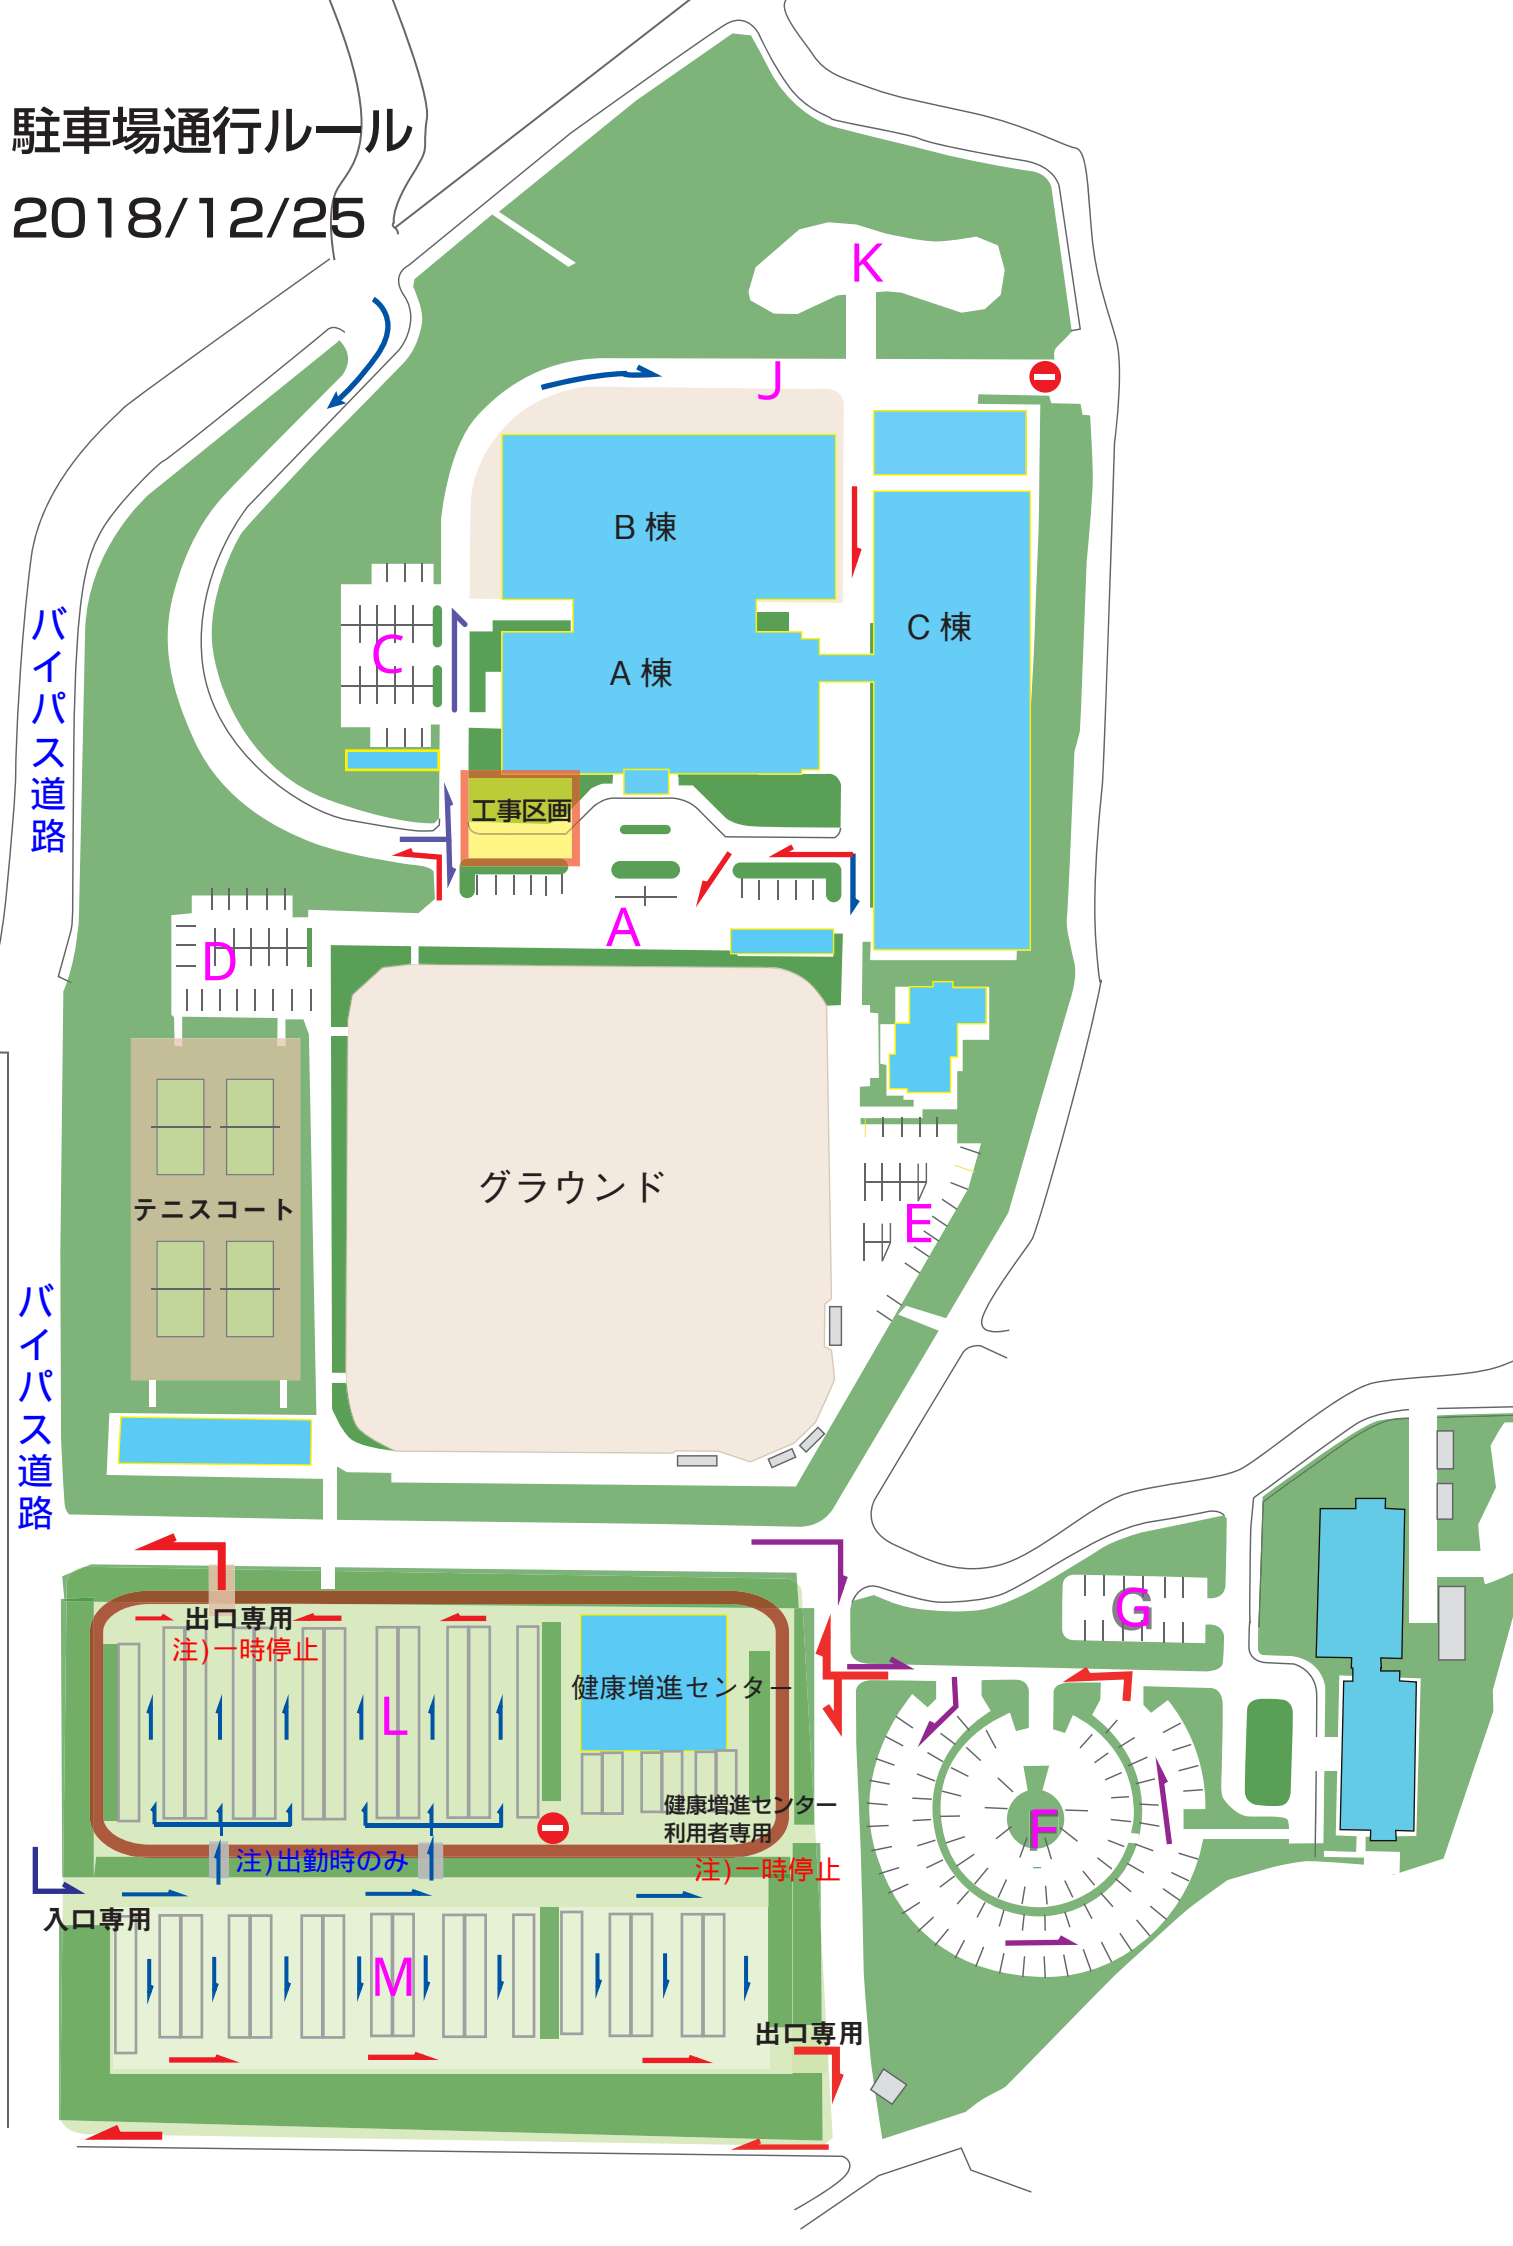 駐車場通行ルール
2018/12/25
K
J
B棟
C棟
A棟
C
バイパス道路
工事区画
A
D
グラウンド
テニスコート
E
バイパス道路
出口専用
注)一時停止
G
健康増進センター
L
F
健康増進センター
利用者専用
注)一時停止
注)出勤時のみ
入口専用
M
出口専用